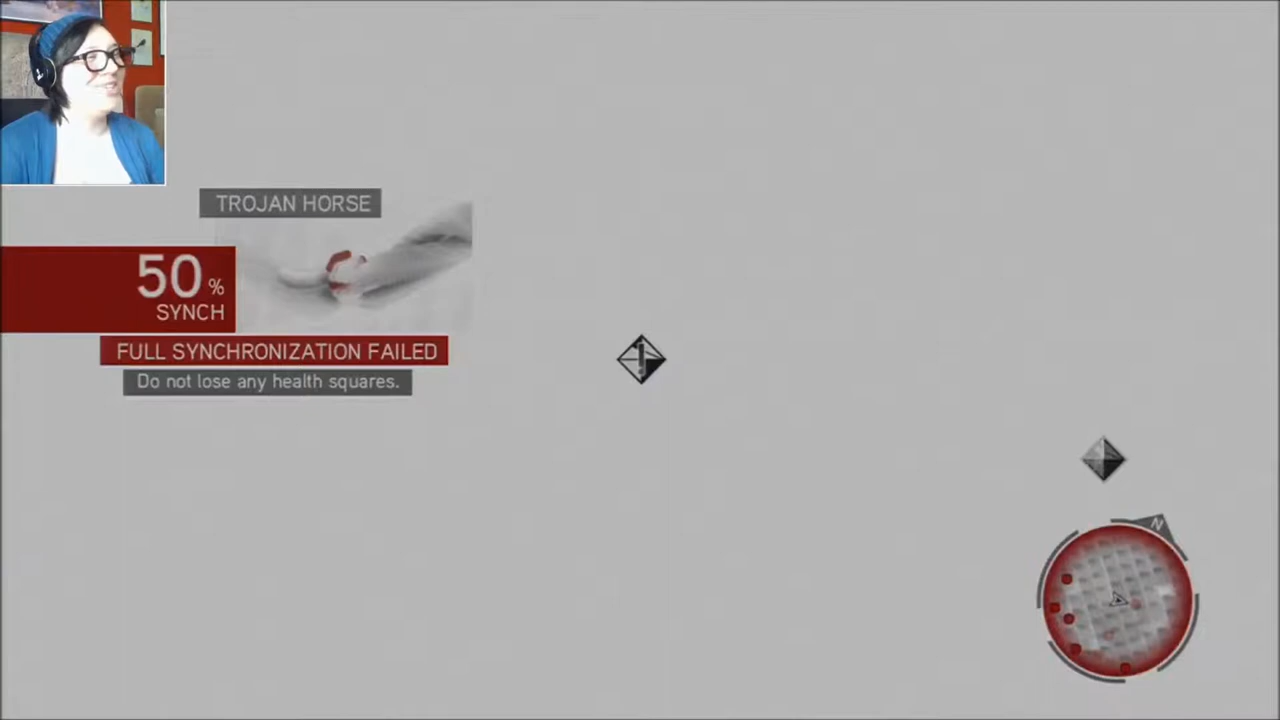 TROJAN HORSE
50 %
SYNCH
FULL SYNCHRONIZATION FAILED
Do not lose any health squares.
N